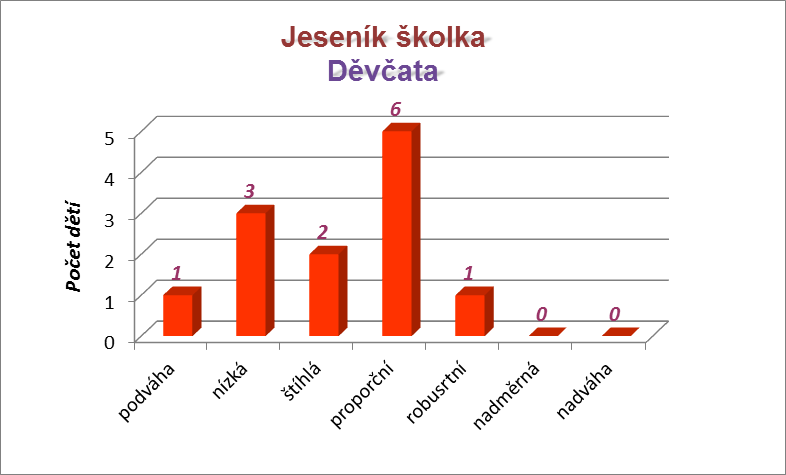 Jeseník školka
Děvčata
Počet dětí
5
4
3
2
1
0
1
3
2
6
1
0
0
podváha
nízká
štíhlá
proporční
robusrtní
nadměrná
nadváha